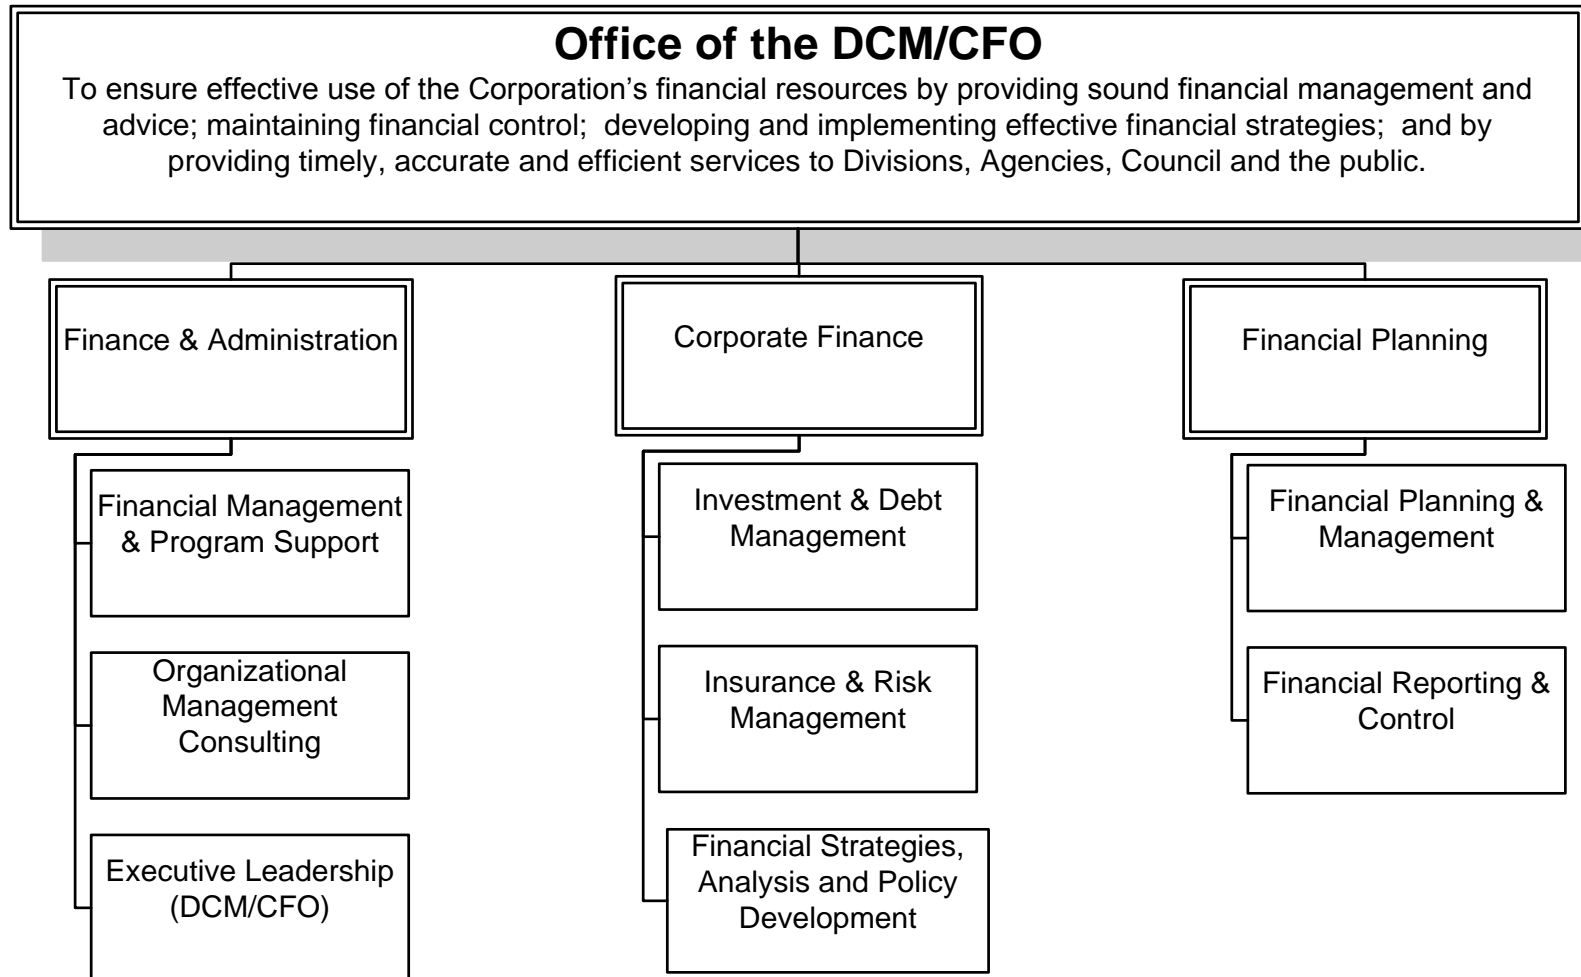 Office of the DCM/CFO
To ensure effective use of the Corporation’s financial resources by providing sound financial management and
advice; maintaining financial control;  developing and implementing effective financial strategies;  and by
providing timely, accurate and efficient services to Divisions, Agencies, Council and the public.
Finance & Administration
Corporate Finance
Financial Planning
Financial Management
& Program Support
Organizational
Management
Consulting
Executive Leadership
(DCM/CFO)
Investment & Debt
Management
Insurance & Risk
Management
Financial Strategies,
Analysis and Policy
Development
Financial Planning &
Management
Financial Reporting &
Control